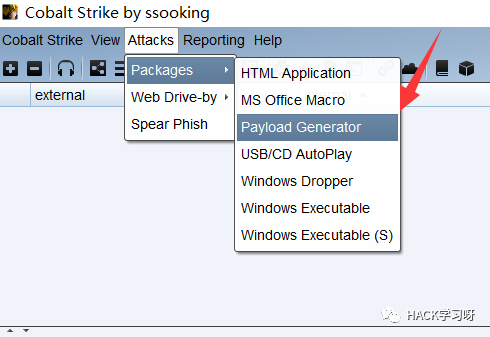 Cobalt Strike by ssooking
Cobalt Strike View Attacks Reporting Help
Packages
Web Drive-by
Spear Phish
HTML Application
MS Office Macro
Payload Generator
USB/CD AutoPlay
Windows Dropper
Windows Executable
Windows Executable (S)
external
HACK学习呀